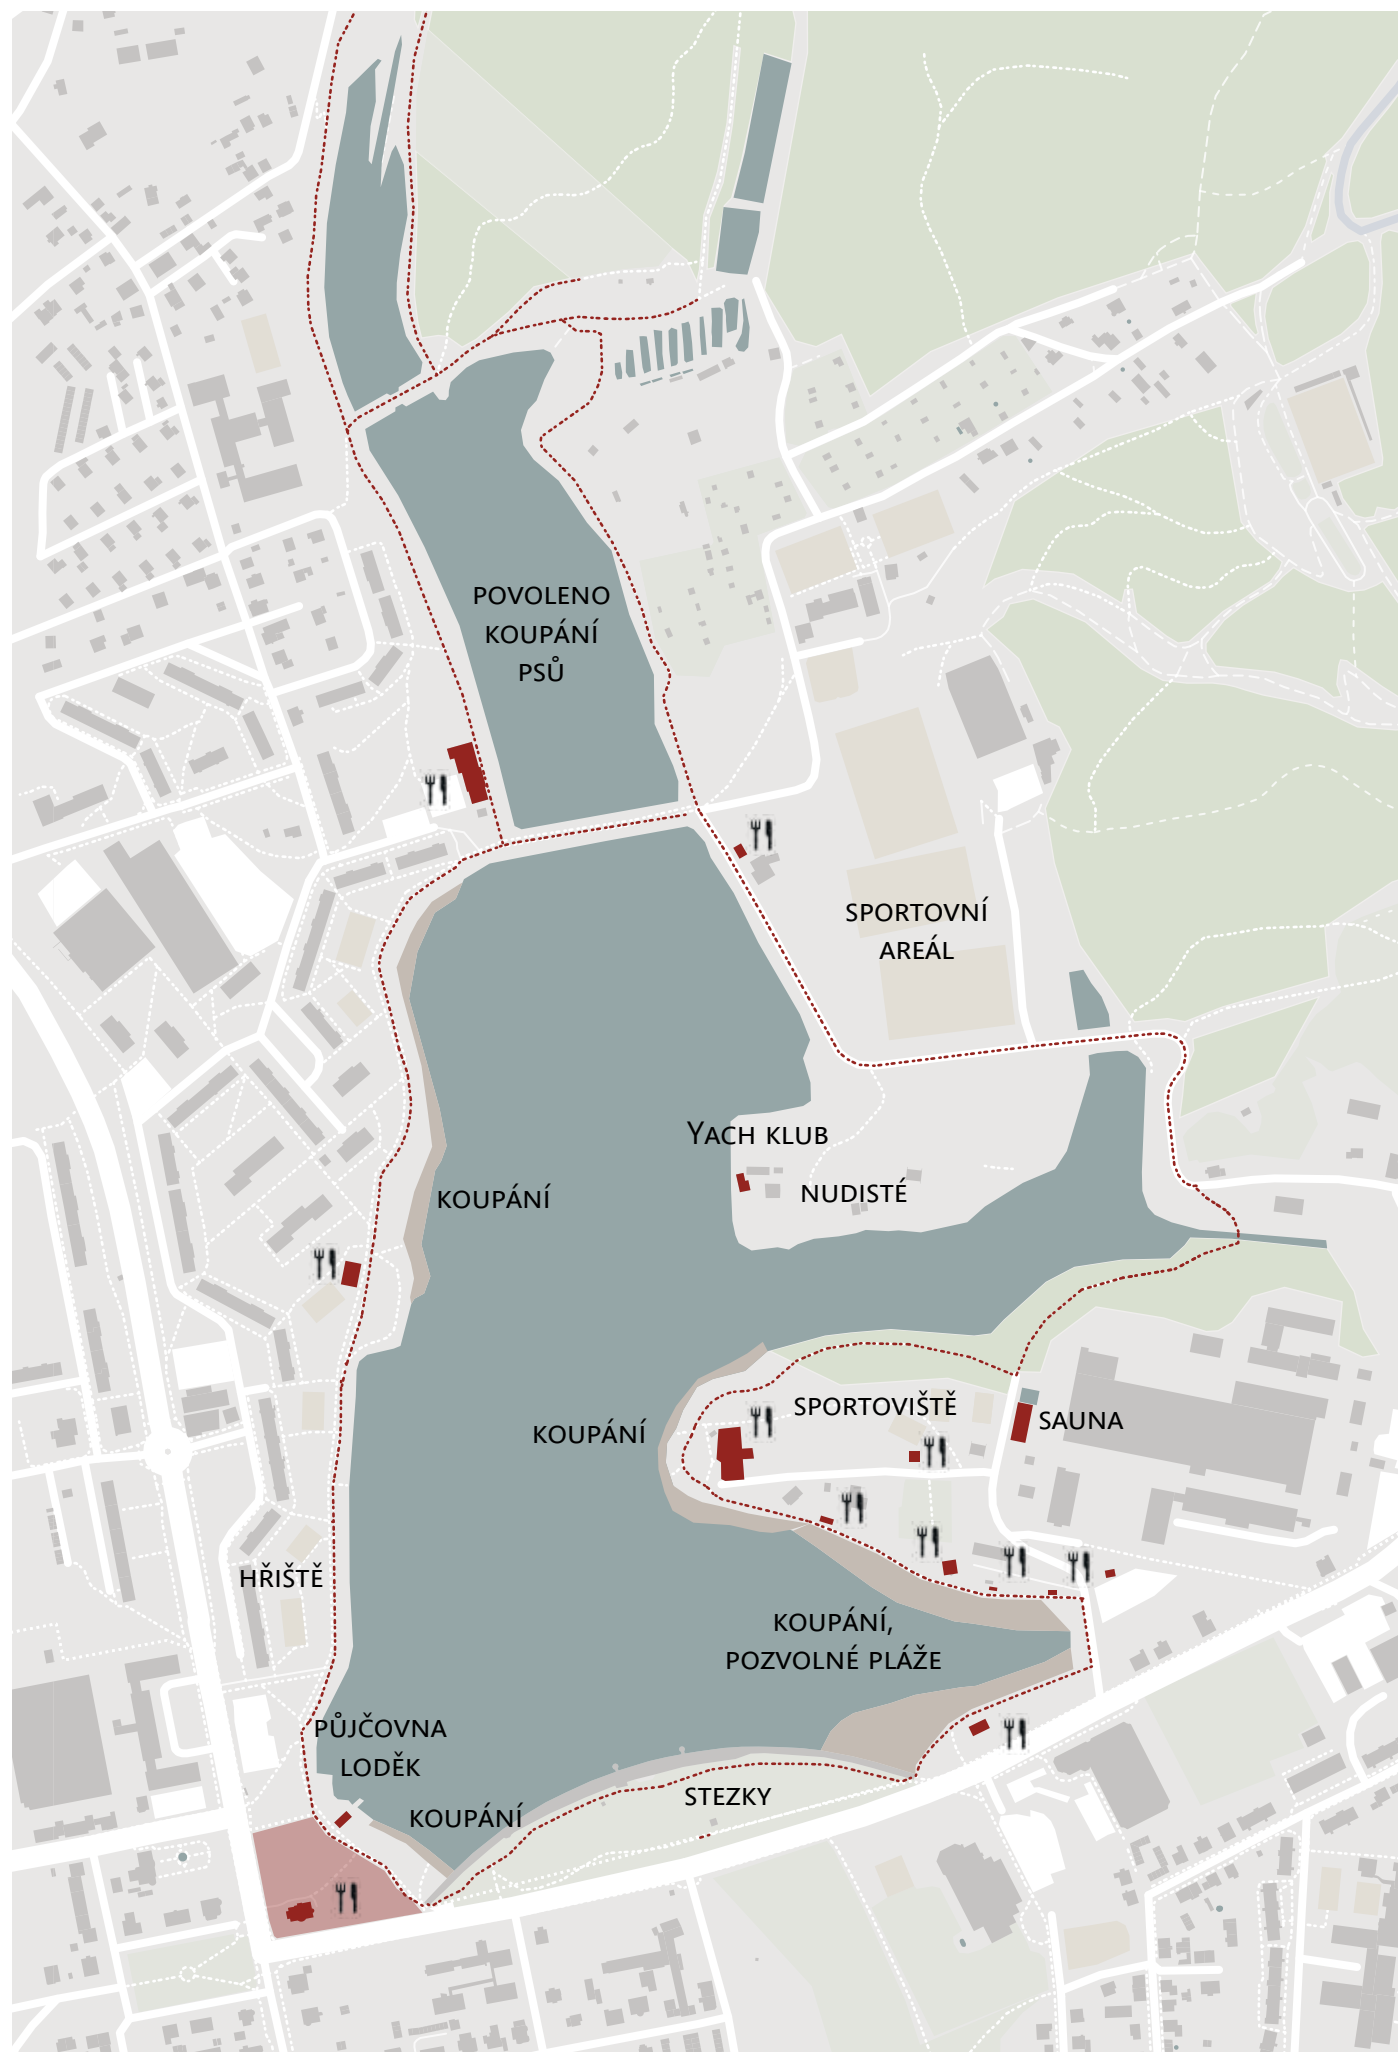 POVOLENO
KOUPÁNÍ
PSŮ
SPORTOVNÍ
AREÁL
YACH KLUB
NUDISTÉ
KOUPÁNÍ
KOUPÁNÍ
SPORTOVIŠTĚ
SAUNA
HŘIŠTĚ
KOUPÁNÍ,
POZVOLNÉ PLÁŽE
PŮJČOVNA
LODĚK
KOUPÁNÍ
STEZKY